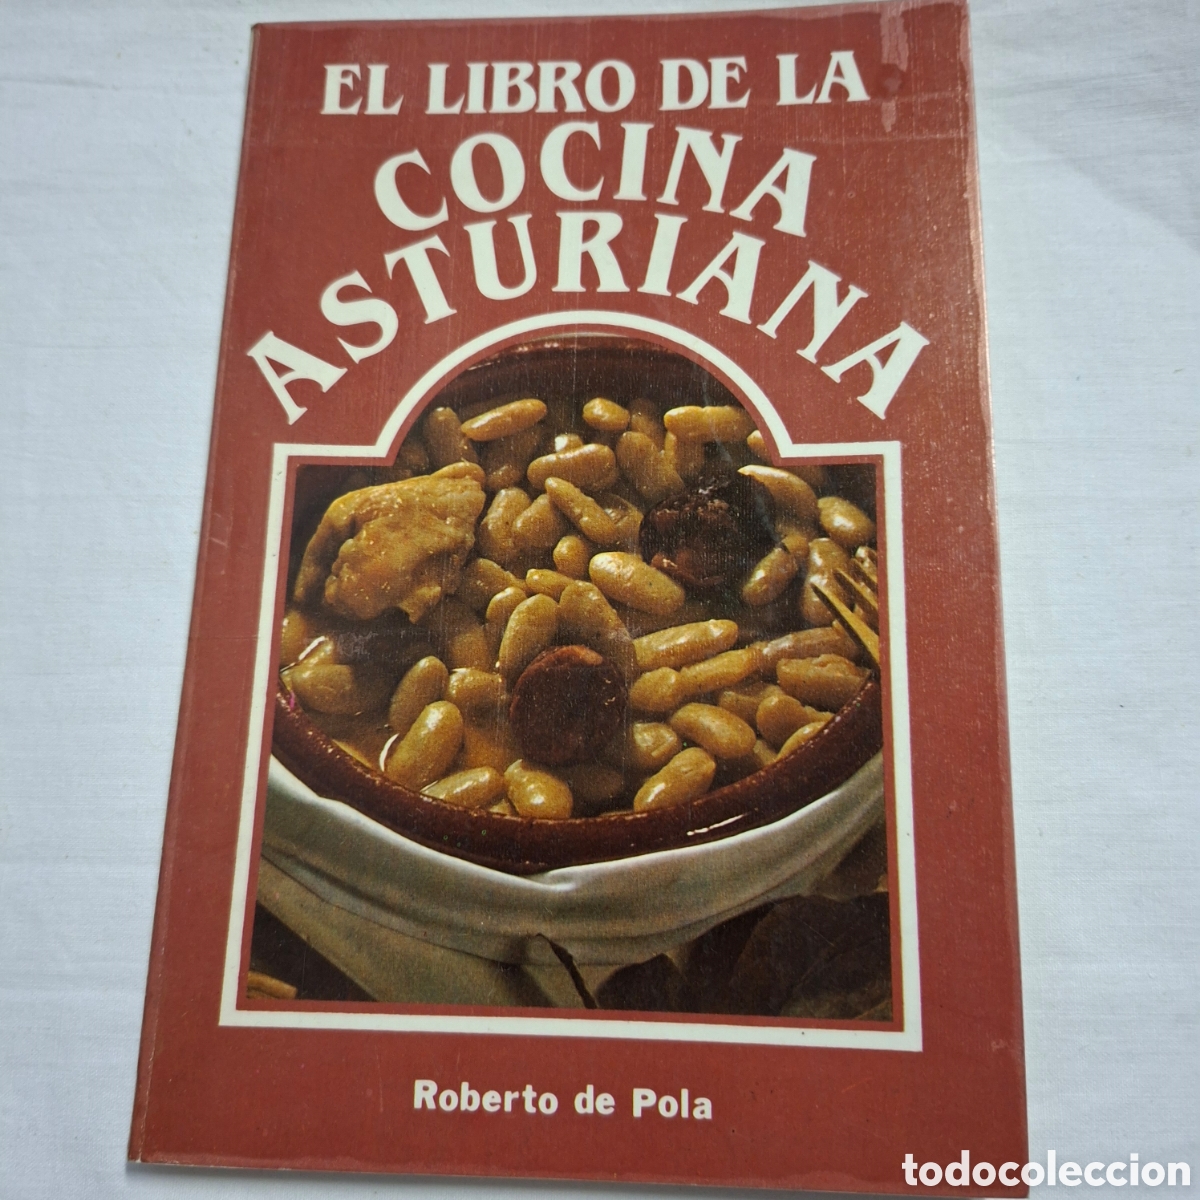 EL LIBRO DE LA
COCINA
ASTURIANA
Roberto de Pola
todocoleccion